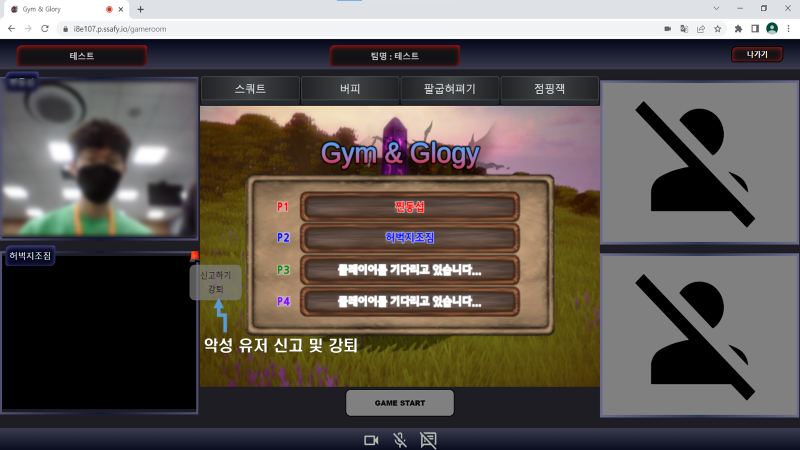 Gym & Glory
i8e107.p.ssafy.io/gameroom
테스트
팀명 : 테스트
나가기
스쿼트
버피
팔굽혀펴기
점핑잭
Gym & Glogy
P1
찐동섭
P2
허벅지조짐
P3
플레이어를 기다리고 있습니다...
P4
플레이어를 기다리고 있습니다...
허벅지조짐
신고하기
강퇴
악성 유저 신고 및 강퇴
GAME START